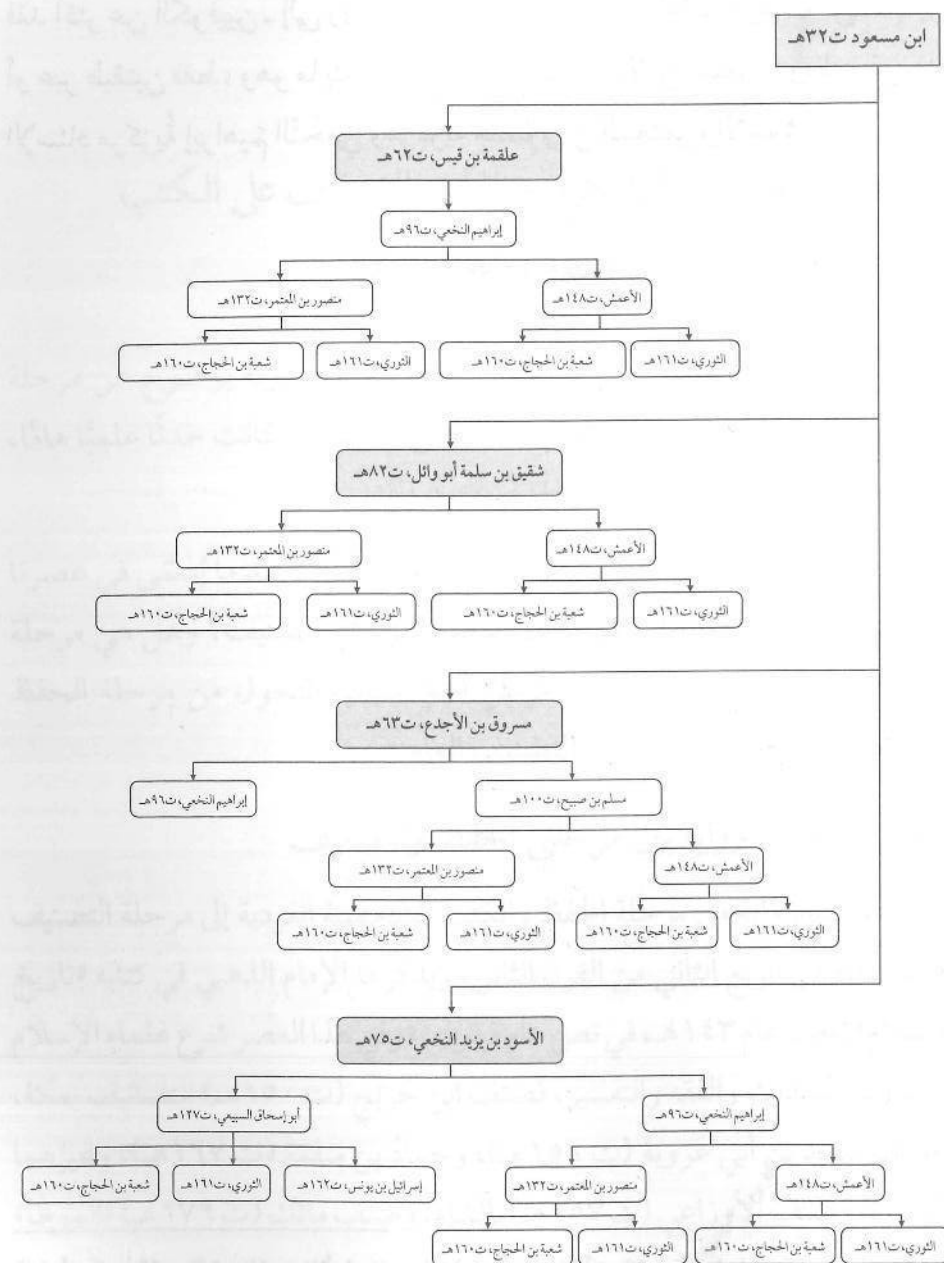 ابن مسعود ت٣٢هـ
علقمة بن قيس، ت٦٢هـ
إبراهيم النخعي، ت٩٦هـ
الأعمش، ت١٤٨هـ
منصور بن المعتمر، ت١٣٢هـ
الثوري، ت١٦١هـ
شعبة بن الحجاج، ت١٦٠هـ
الثوري، ت١٦١هـ
شعبة بن الحجاج، ت١٦٠هـ
شقيق بن سلمة أبو وائل، ت٨٢هـ
الأعمش، ت١٤٨هـ
منصور بن المعتمر، ت١٣٢هـ
الثوري، ت١٦١هـ
شعبة بن الحجاج، ت١٦٠هـ
الثوري، ت١٦١هـ
شعبة بن الحجاج، ت١٦٠هـ
مسروق بن الأجدع، ت٦٣هـ
مسلم بن صبيح، ت١٠٠هـ
إبراهيم النخعي، ت٩٦هـ
الأعمش، ت١٤٨هـ
منصور بن المعتمر، ت١٣٢هـ
الثوري، ت١٦١هـ
شعبة بن الحجاج، ت١٦٠هـ
الثوري، ت١٦١هـ
شعبة بن الحجاج، ت١٦٠هـ
الأسود بن يزيد النخعي، ت٧٥هـ
إبراهيم النخعي، ت٩٦هـ
أبو إسحاق السبيعي، ت١٢٧هـ
الأعمش، ت١٤٨هـ
منصور بن المعتمر، ت١٣٢هـ
إسرائيل بن يونس، ت١٦٢هـ
الثوري، ت١٦١هـ
شعبة بن الحجاج، ت١٦٠هـ
الثوري، ت١٦١هـ
شعبة بن الحجاج، ت١٦٠هـ
الثوري، ت١٦١هـ
شعبة بن الحجاج، ت١٦٠هـ